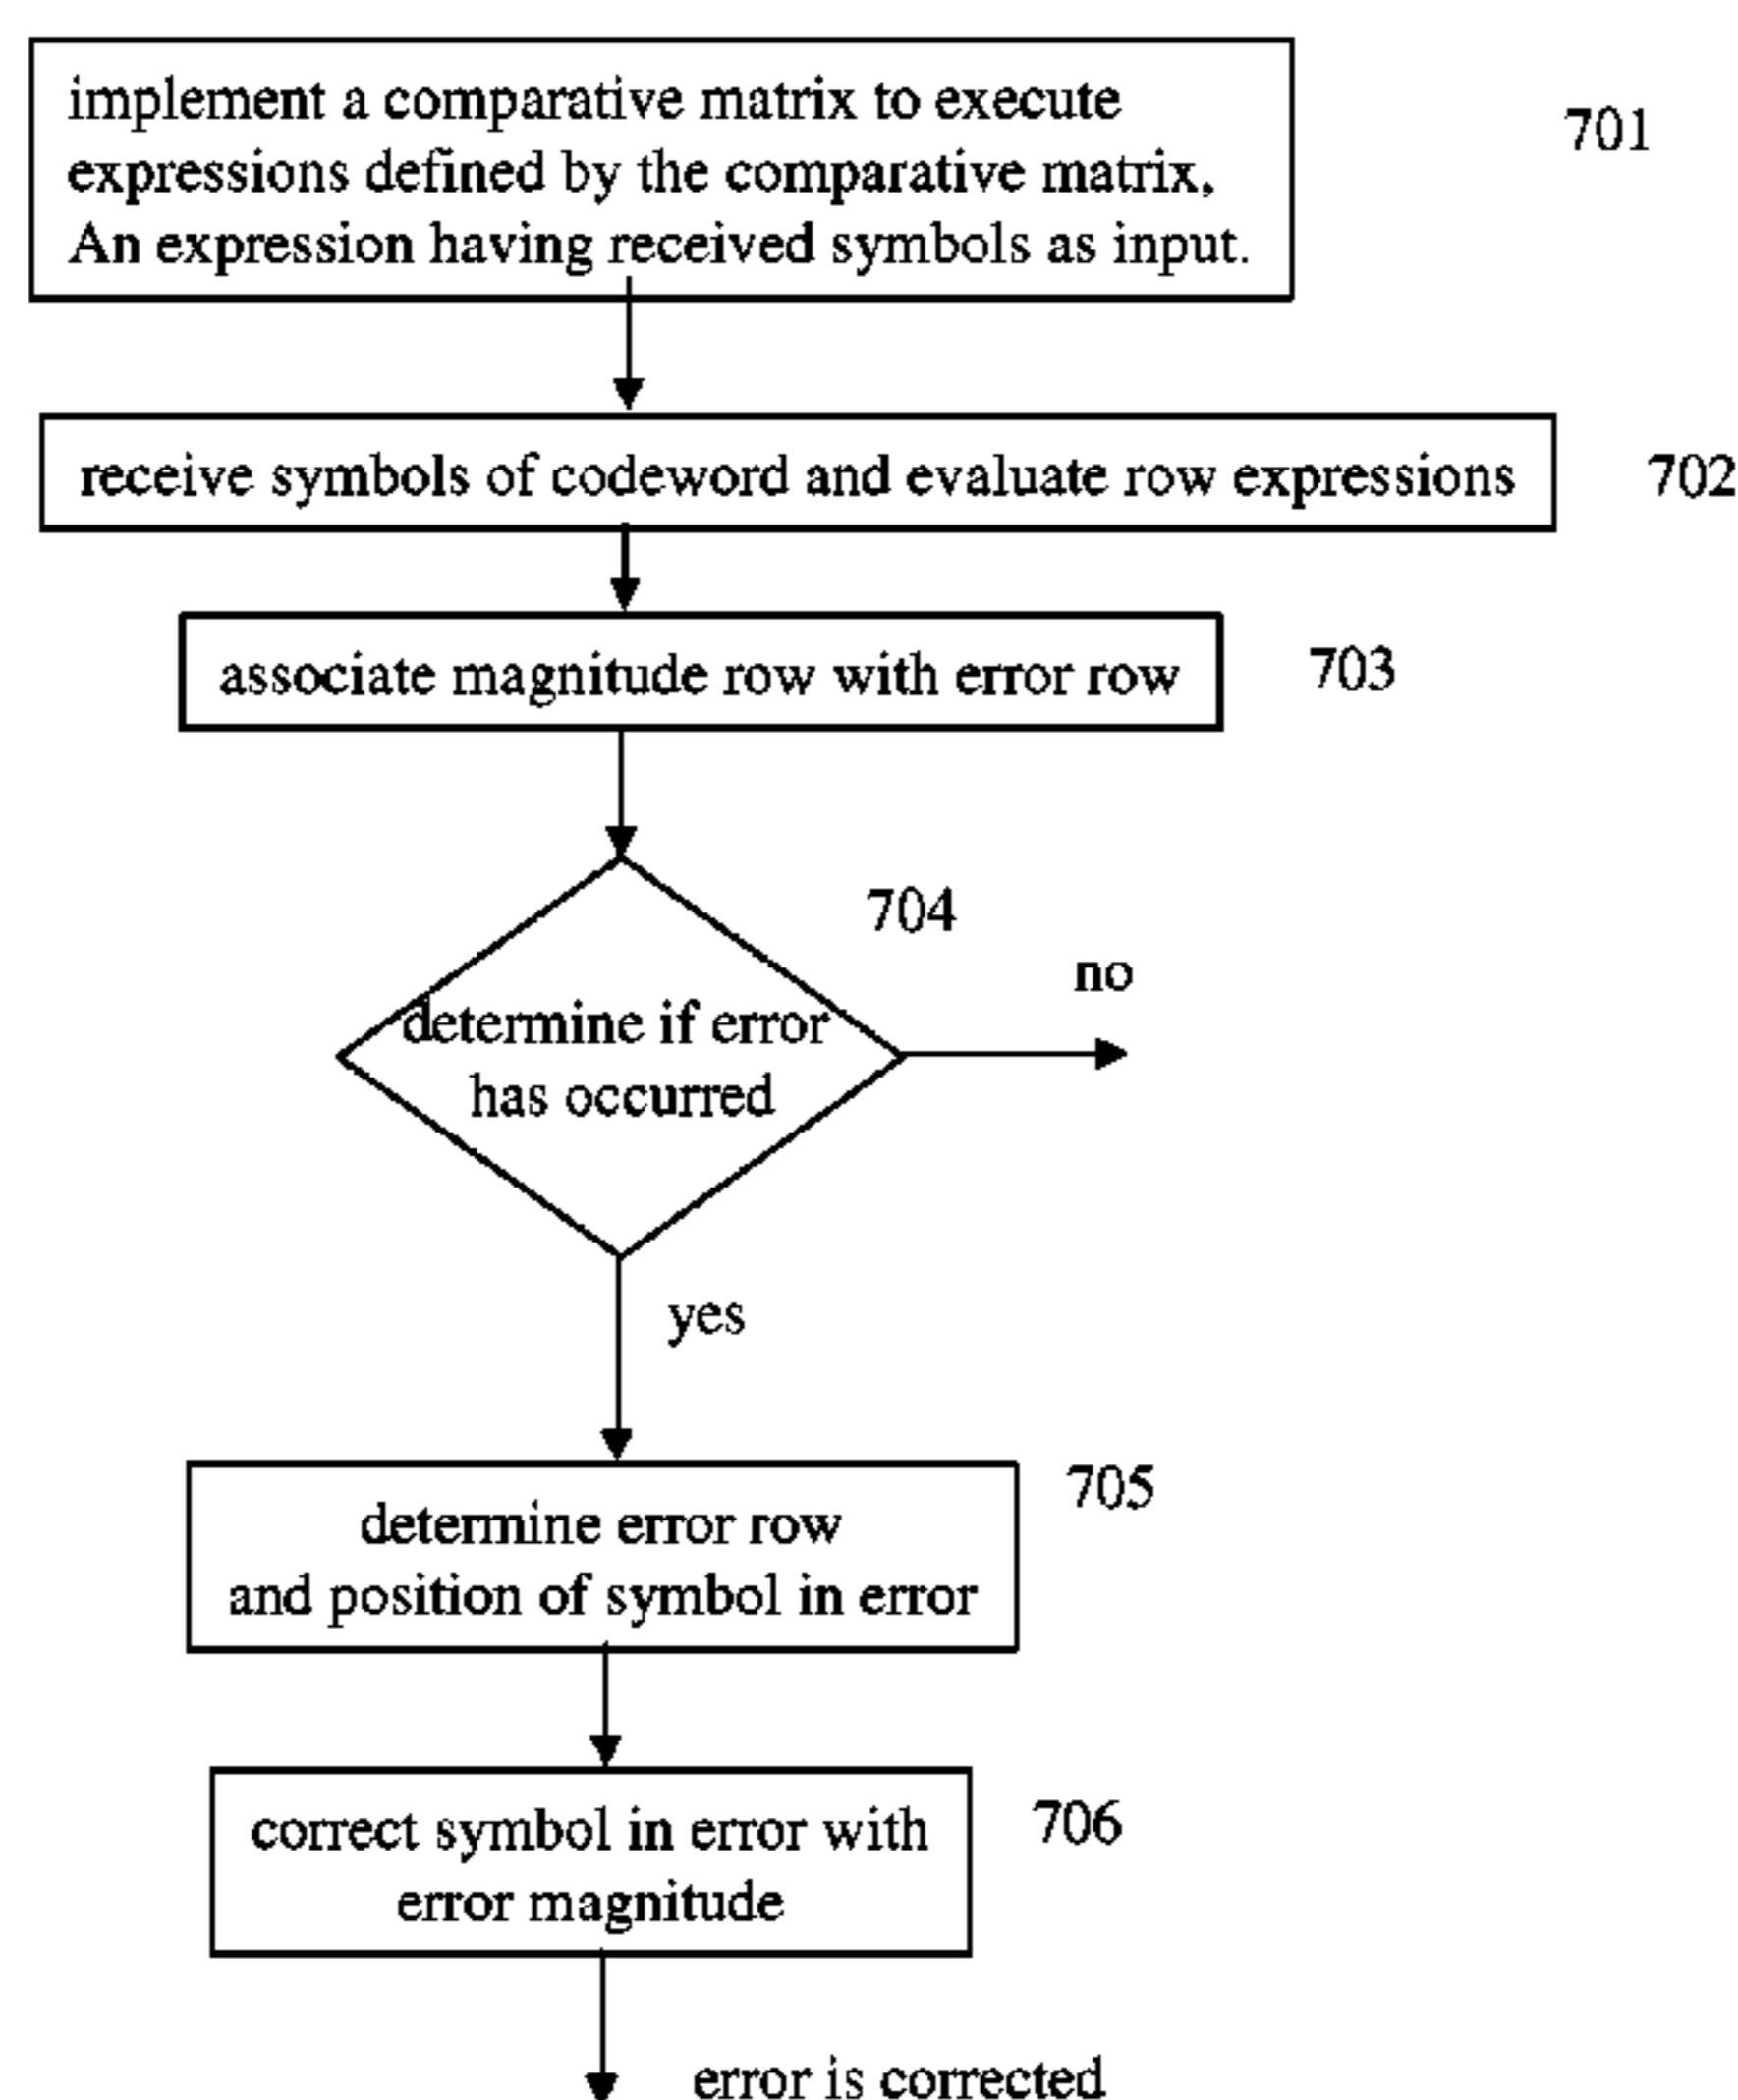 implement a comparative matrix to execute
expressions defined by the comparative matrix,
An expression having received symbols as input.
701
receive symbols of codeword and evaluate row expressions
702
associate magnitude row with error row
703
704
determine if error
has occurred
no
yes
705
determine error row
and position of symbol in error
706
correct symbol in error with
error magnitude
error is corrected